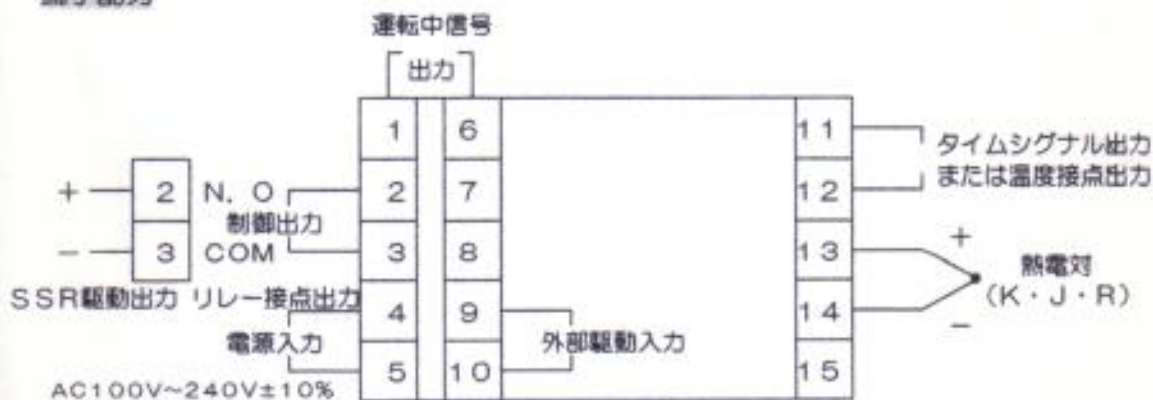 運転中信号
出力
1 6 11
タイムシグナル出力
または温度接点出力
+ 2 N.O 2 7 12
制御出力
- 3 COM 3 8 13
+
熱電対
(K・J・R)
-
SSR駆動出力 リレー接点出力
4 9 14
電源入力
外部駆動入力
5 10 15
AC100V~240V±10%